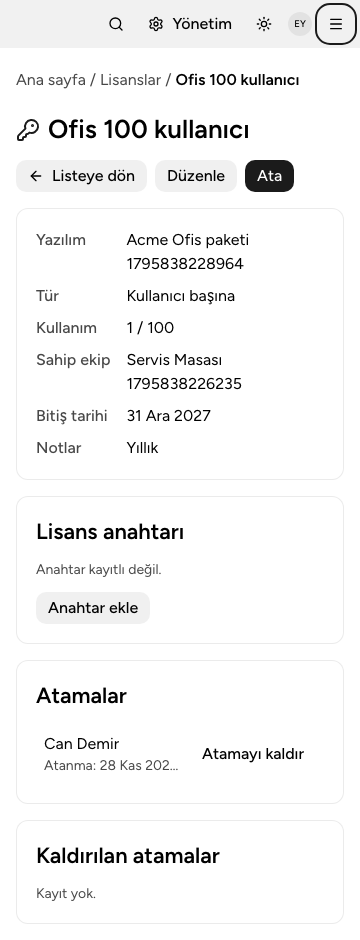 Yönetim
EY
Ana sayfa / Lisanslar / Ofis 100 kullanıcı
Ofis 100 kullanıcı
Listeye dön
Düzenle
Ata
Yazılım Acme Ofis paketi
1795838228964
Tür Kullanıcı başına
Kullanım 1 / 100
Sahip ekip Servis Masası
1795838226235
Bitiş tarihi 31 Ara 2027
Notlar Yıllık
Lisans anahtarı
Anahtar kayıtlı değil.
Anahtar ekle
Atamalar
Can Demir
Atanma: 28 Kas 202...
Atamayı kaldır
Kaldırılan atamalar
Kayıt yok.